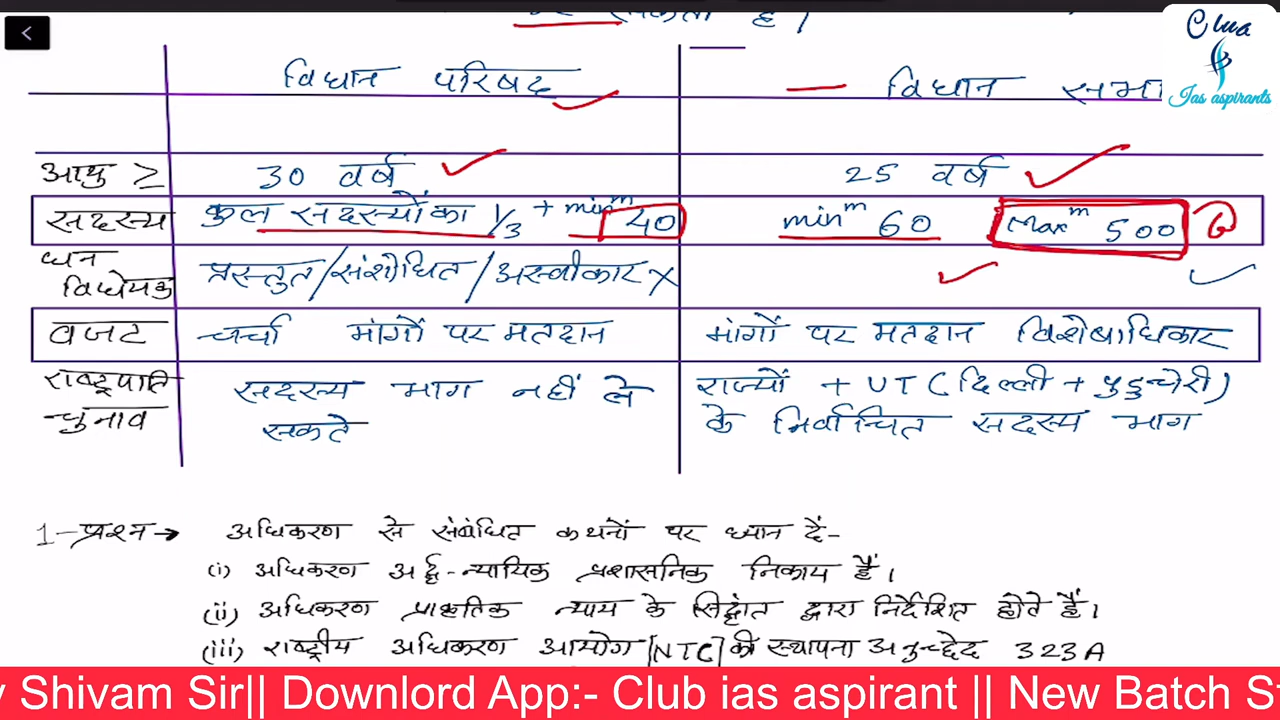 सकता है।
Club
Ias aspirants
विधान परिषद विधान सभा
आयु ≥ 30 वर्ष 25 वर्ष
सदस्य कुल सदस्यों का 1/3 + minᵐ 40 minᵐ 60 Maxᵐ 500
धन विधेयक प्रस्तुत/संशोधित/अस्वीकार X
बजट चर्चा मांगों पर मतदान मांगों पर मतदान विशेषाधिकार
राष्ट्रपति सदस्य भाग नहीं ले राज्यों + UT (दिल्ली + पुडुचेरी)
चुनाव सकते के निर्वाचित सदस्य भाग
1-प्रश्न→ अधिकरण से संबंधित कथनों पर ध्यान दें-
(i) अधिकरण अर्द्ध-न्यायिक प्रशासनिक निकाय हैं।
(ii) अधिकरण प्राकृतिक न्याय के सिद्धांत द्वारा निर्देशित होते हैं।
(iii) राष्ट्रीय अधिकरण आयोग [NTC] की स्थापना अनुच्छेद 323A
y Shivam Sir|| Downlord App:- Club ias aspirant || New Batch S